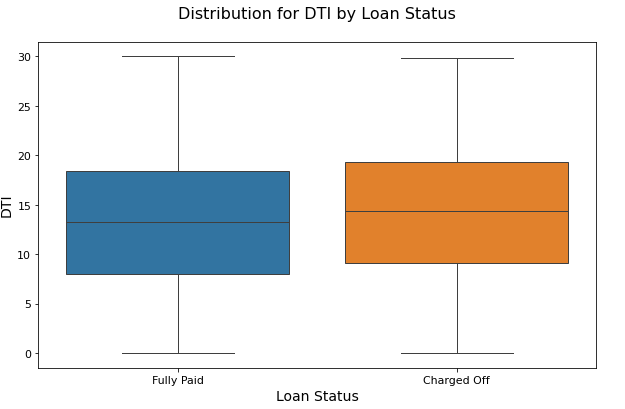 Distribution for DTI by Loan Status
30
25
20
15
10
5
0
DTI
Fully Paid
Charged Off
Loan Status